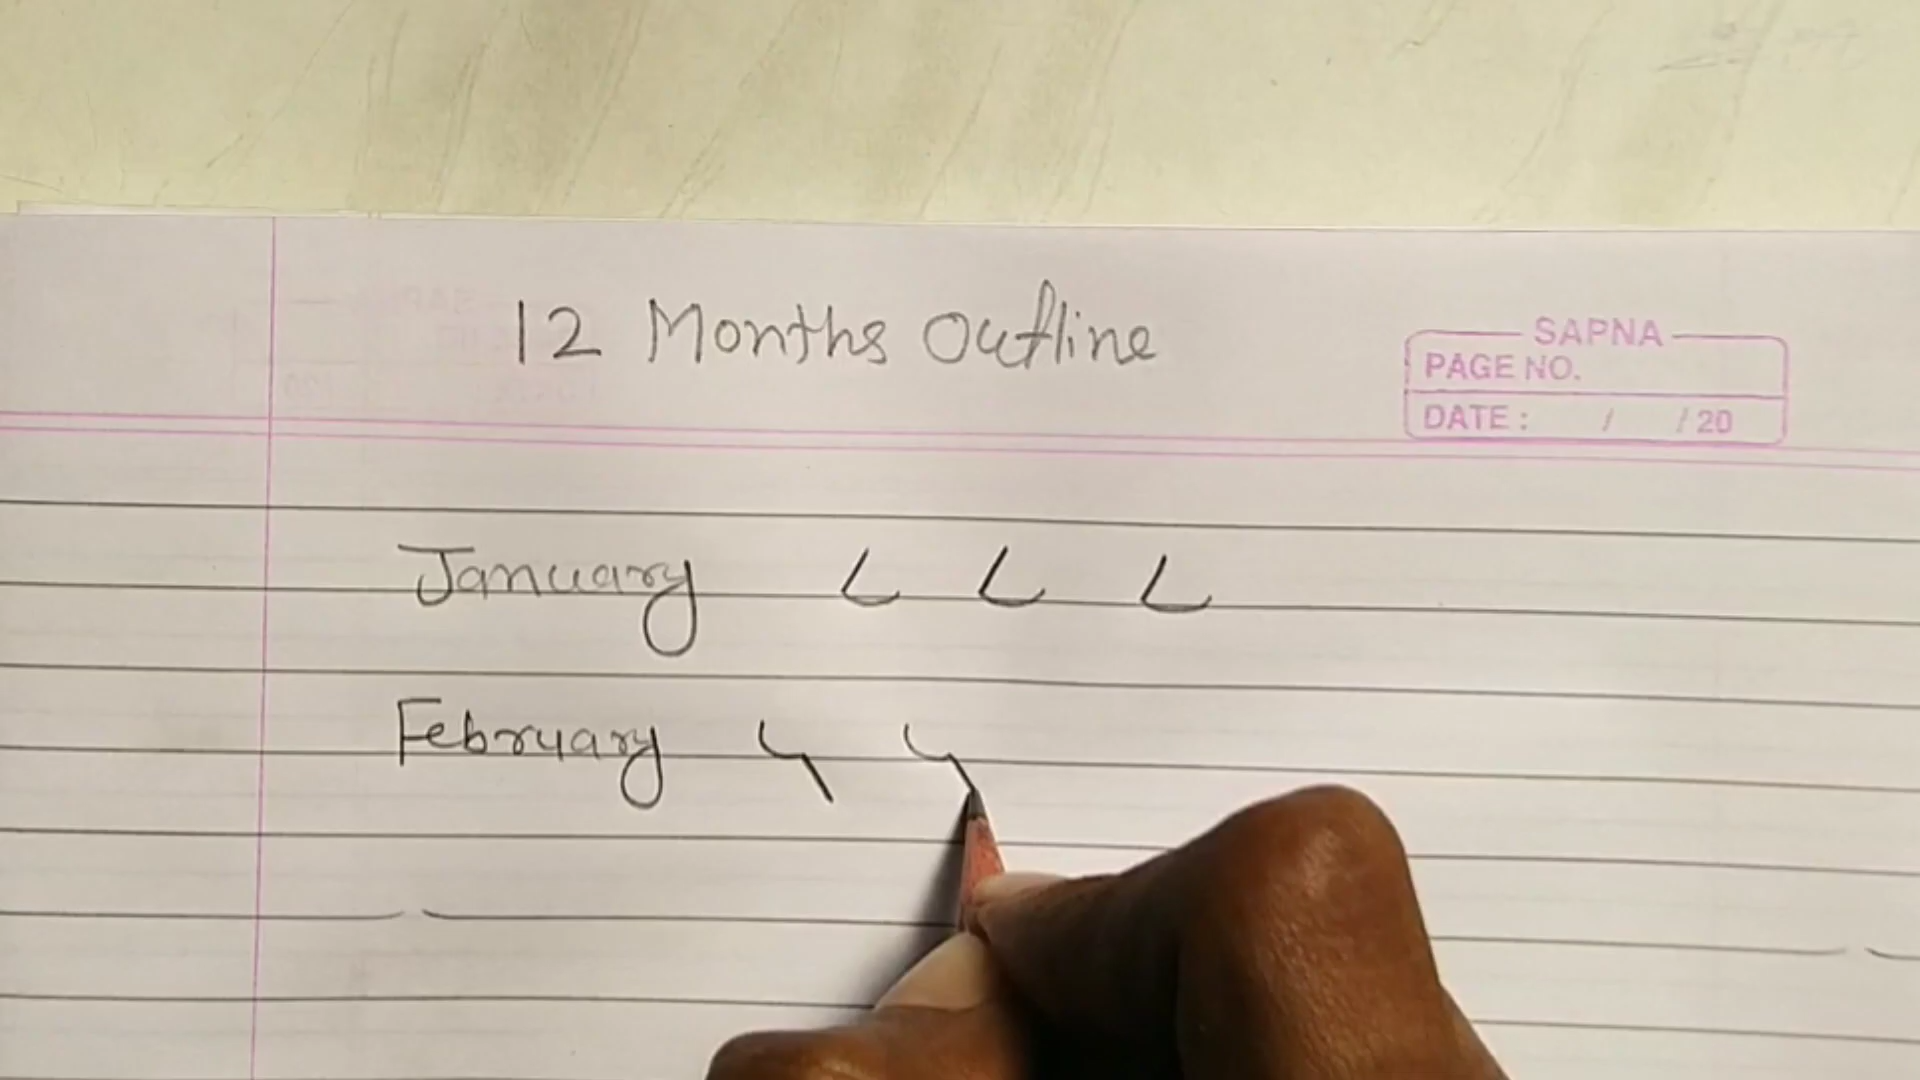 12 Months Outline
SAPNA
PAGE NO.
DATE : / / 20
January
February